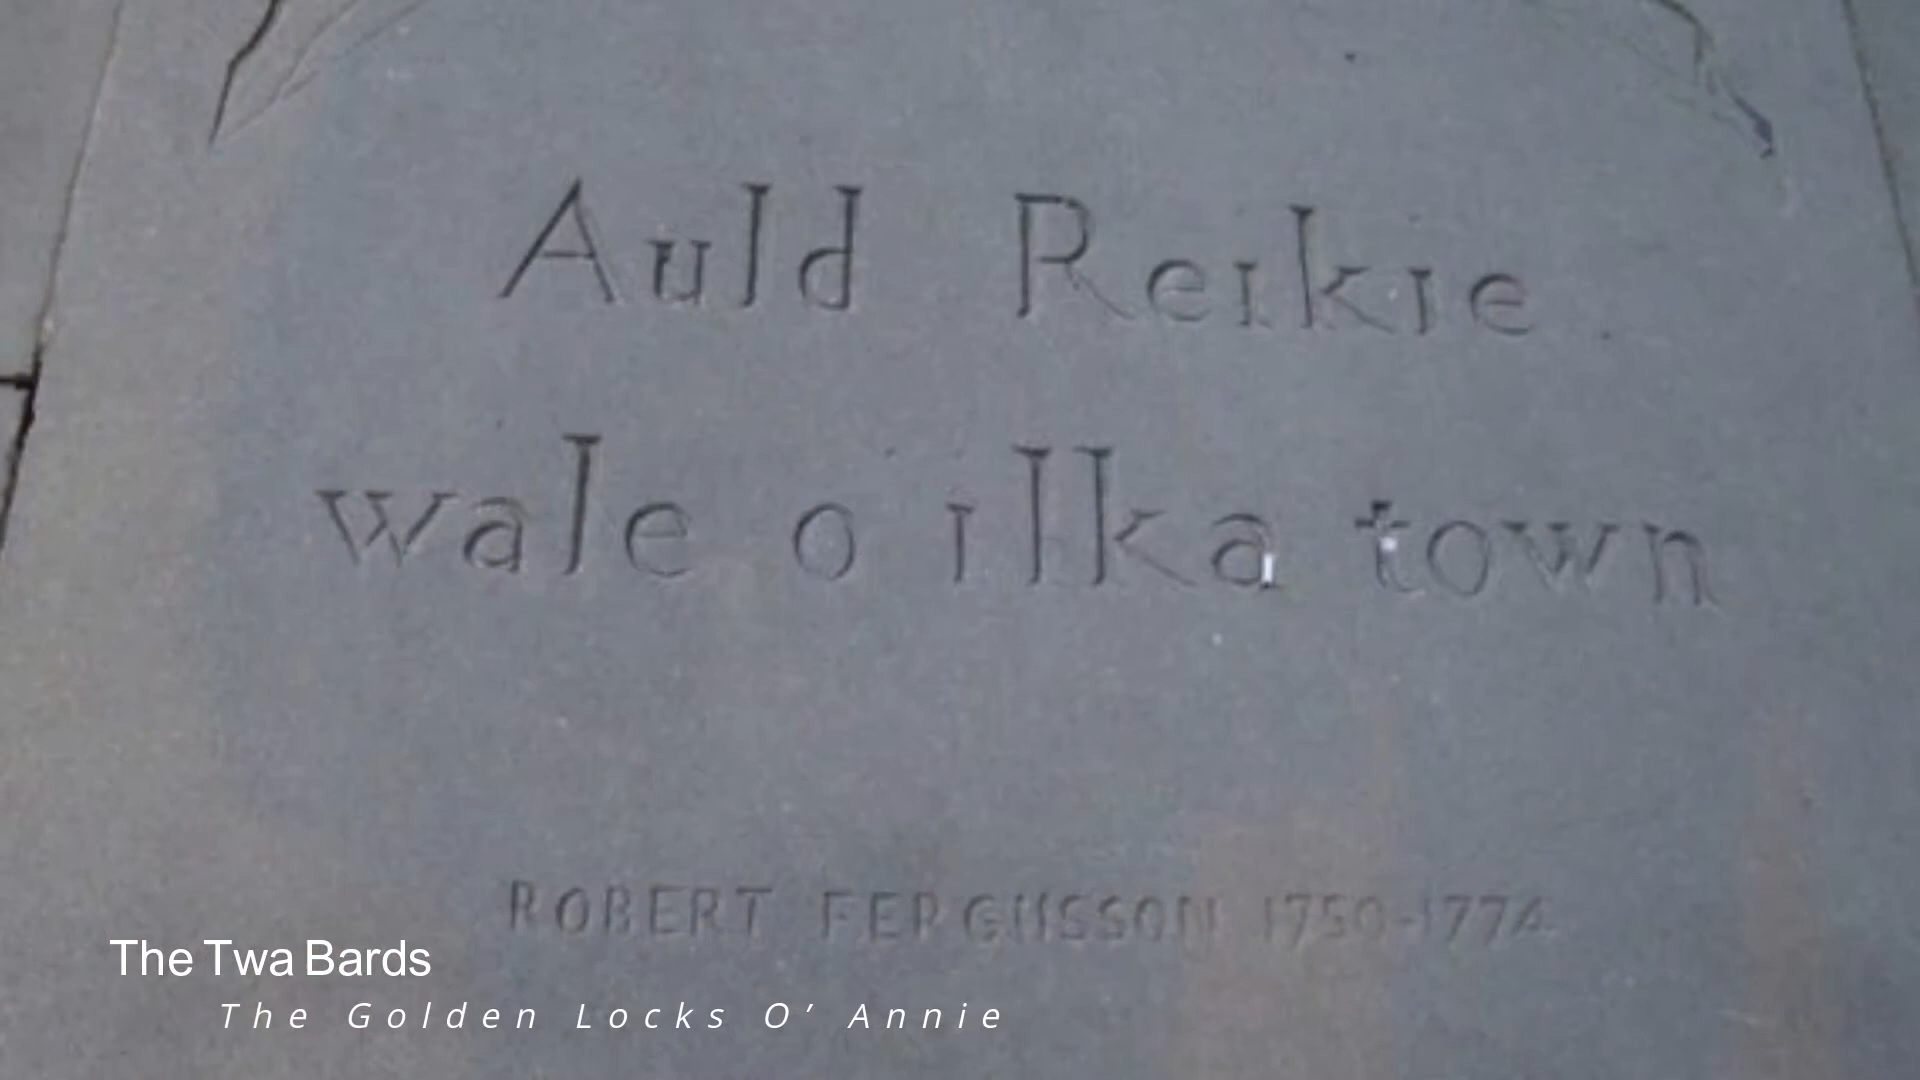 Auld Reikie
wale o ilka town
ROBERT FERGUSSON 1750-1774
The Twa Bards
The Golden Locks O’ Annie